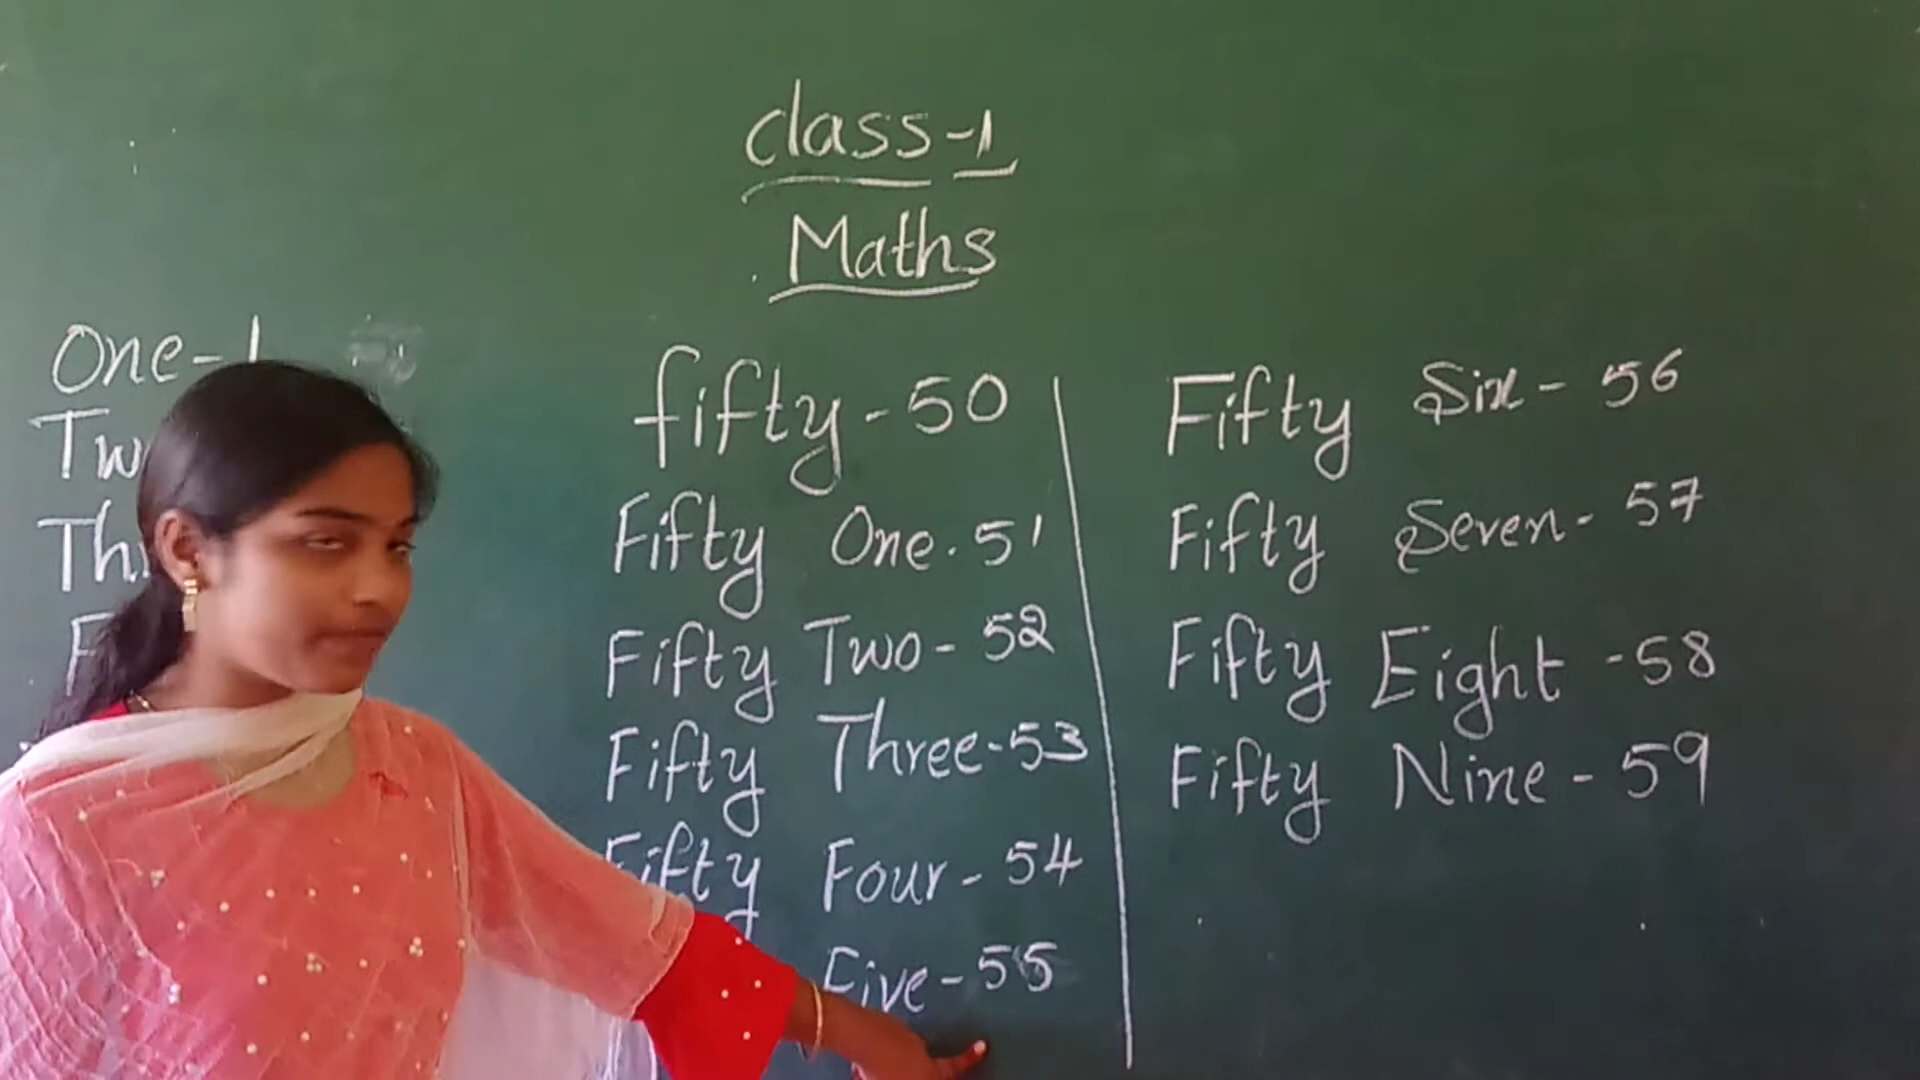 class-1
Maths
One-1
fifty-50
Fifty One-51
Fifty Two-52
Fifty Three-53
Fifty Four-54
Five-55
Fifty Six-56
Fifty Seven-57
Fifty Eight-58
Fifty Nine-59